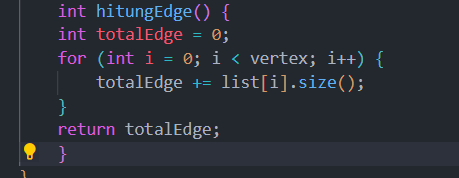 int hitungEdge() {
int totalEdge = 0;
for (int i = 0; i < vertex; i++) {
totalEdge += list[i].size();
}
return totalEdge;
}
}